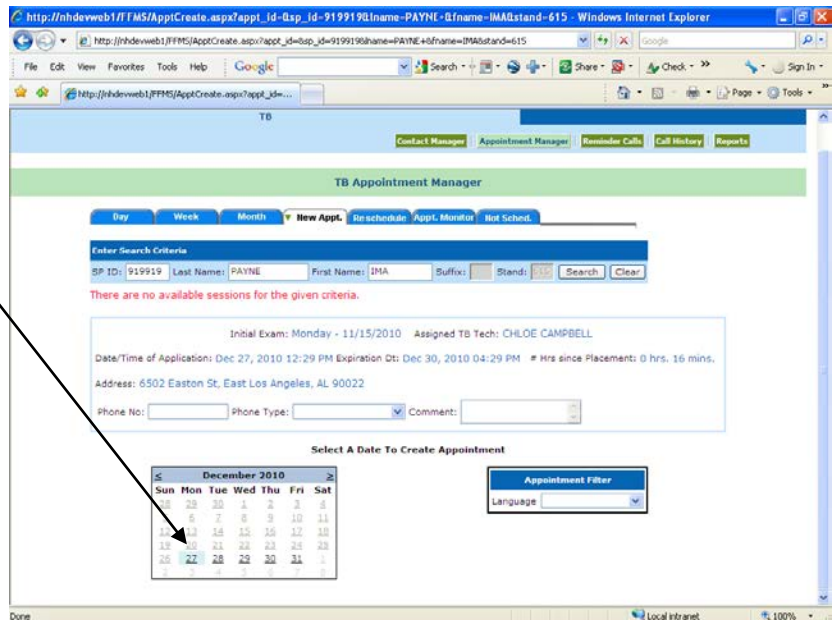 http://nhdevweb1/FFMS/ApptCreate.aspx?appt_id=&sp_id=919919&lname=PAYNE+&fname=IMA&stand=615 - Windows Internet Explorer
http://nhdevweb1/FFMS/ApptCreate.aspx?appt_id=&sp_id=919919&lname=PAYNE+&fname=IMA&stand=615 Google
File Edit View Favorites Tools Help Google Search Share Check Sign In
http://nhdevweb1/FFMS/ApptCreate.aspx?appt_id=... Page Tools
TB
Contact Manager Appointment Manager Reminder Calls Call History Reports
TB Appointment Manager
Day Week Month New Appt. Reschedule Appt. Monitor Not Sched.
Enter Search Criteria
SP ID: 919919 Last Name: PAYNE First Name: IMA Suffix: Stand: 615 Search Clear
There are no available sessions for the given criteria.
Initial Exam: Monday - 11/15/2010 Assigned TB Tech: CHLOE CAMPBELL
Date/Time of Application: Dec 27, 2010 12:29 PM Expiration Dt: Dec 30, 2010 04:29 PM # Hrs since Placement: 0 hrs. 16 mins.
Address: 6502 Easton St, East Los Angeles, AL 90022
Phone No: Phone Type: Comment:
Select A Date To Create Appointment
< December 2010 > Appointment Filter
Sun Mon Tue Wed Thu Fri Sat Language
28 29 30 1 2 3 4
6 7 8 9 10 11
12 13 14 15 16 17 18
19 20 21 22 23 24 25
26 27 28 29 30 31 1
2 3 4 5 6 7 8
Done Local intranet 100%